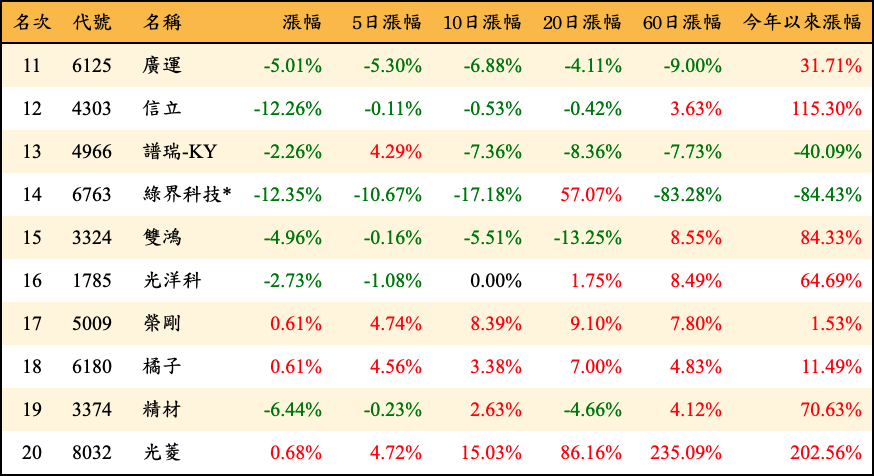 名次 代號 名稱 漲幅 5日漲幅 10日漲幅 20日漲幅 60日漲幅 今年以來漲幅
11 6125 廣運 -5.01% -5.30% -6.88% -4.11% -9.00% 31.71%
12 4303 信立 -12.26% -0.11% -0.53% -0.42% 3.63% 115.30%
13 4966 譜瑞-KY -2.26% 4.29% -7.36% -8.36% -7.73% -40.09%
14 6763 綠界科技* -12.35% -10.67% -17.18% 57.07% -83.28% -84.43%
15 3324 雙鴻 -4.96% -0.16% -5.51% -13.25% 8.55% 84.33%
16 1785 光洋科 -2.73% -1.08% 0.00% 1.75% 8.49% 64.69%
17 5009 榮剛 0.61% 4.74% 8.39% 9.10% 7.80% 1.53%
18 6180 橘子 0.61% 4.56% 3.38% 7.00% 4.83% 11.49%
19 3374 精材 -6.44% -0.23% 2.63% -4.66% 4.12% 70.63%
20 8032 光菱 0.68% 4.72% 15.03% 86.16% 235.09% 202.56%